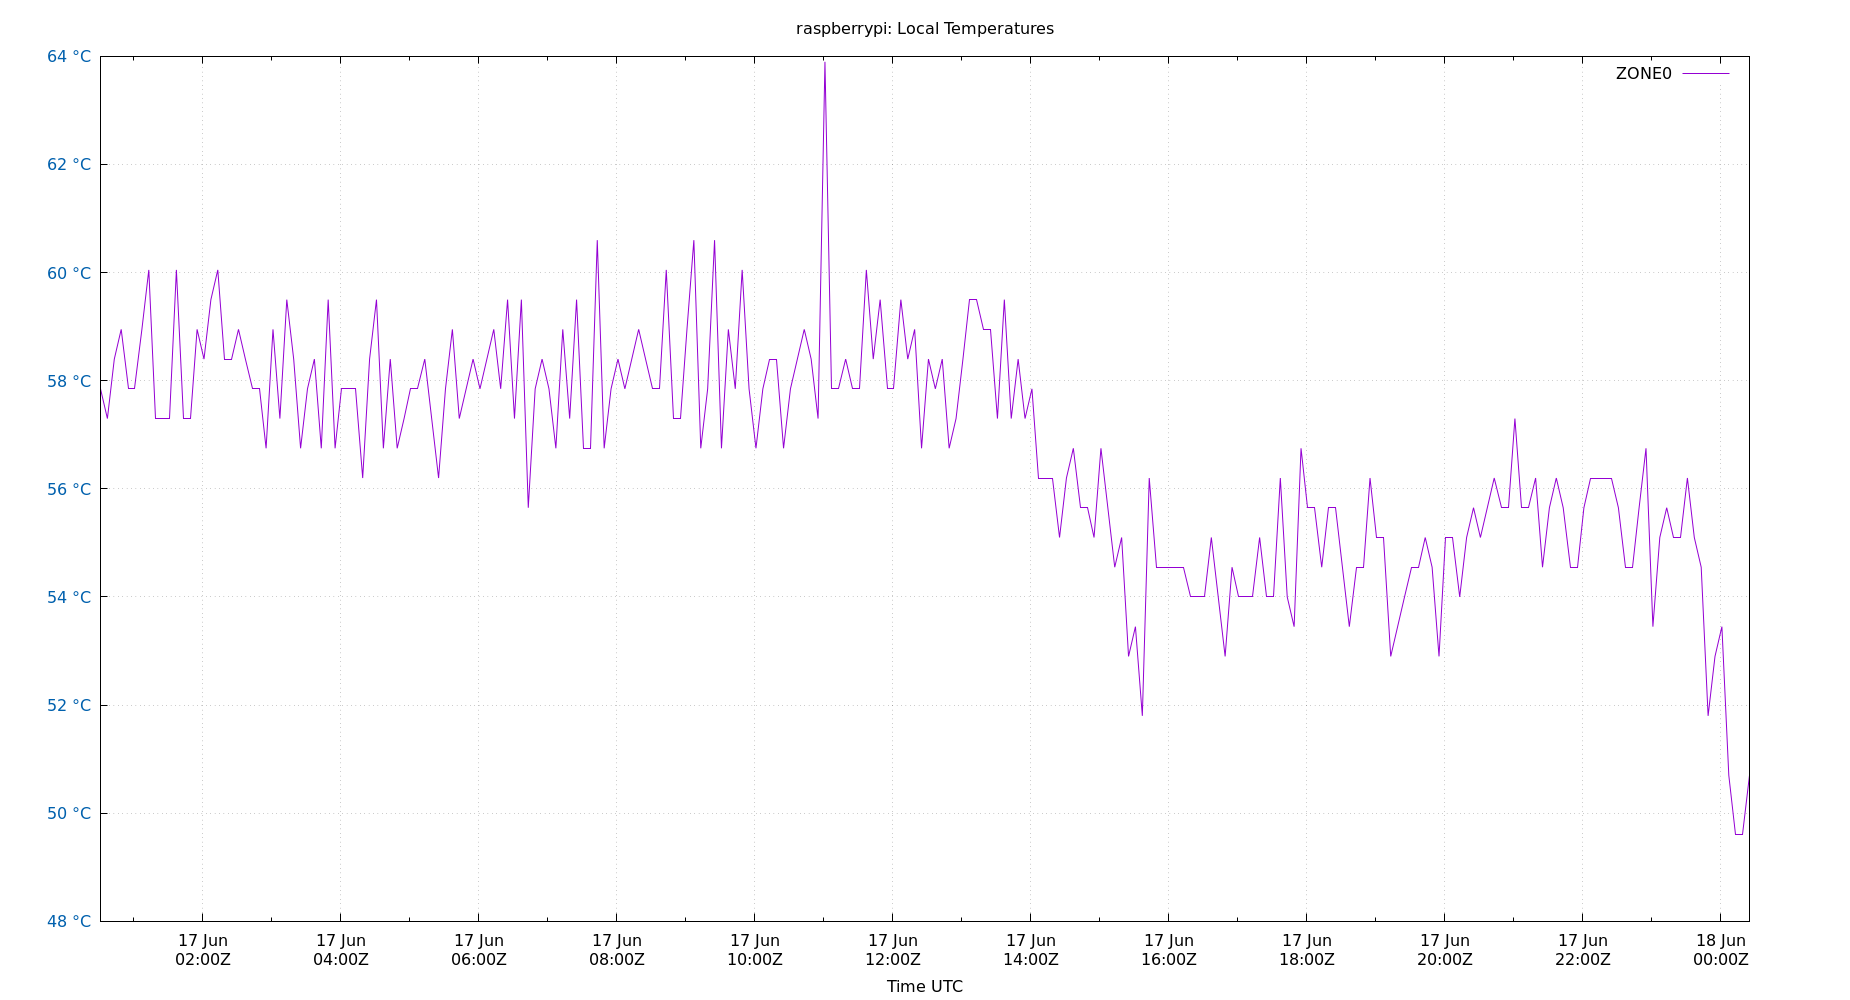 raspberrypi: Local Temperatures
ZONE0
64 °C
62 °C
60 °C
58 °C
56 °C
54 °C
52 °C
50 °C
48 °C
17 Jun 17 Jun 17 Jun 17 Jun 17 Jun 17 Jun 17 Jun 17 Jun 17 Jun 17 Jun 17 Jun 18 Jun
02:00Z 04:00Z 06:00Z 08:00Z 10:00Z 12:00Z 14:00Z 16:00Z 18:00Z 20:00Z 22:00Z 00:00Z
Time UTC